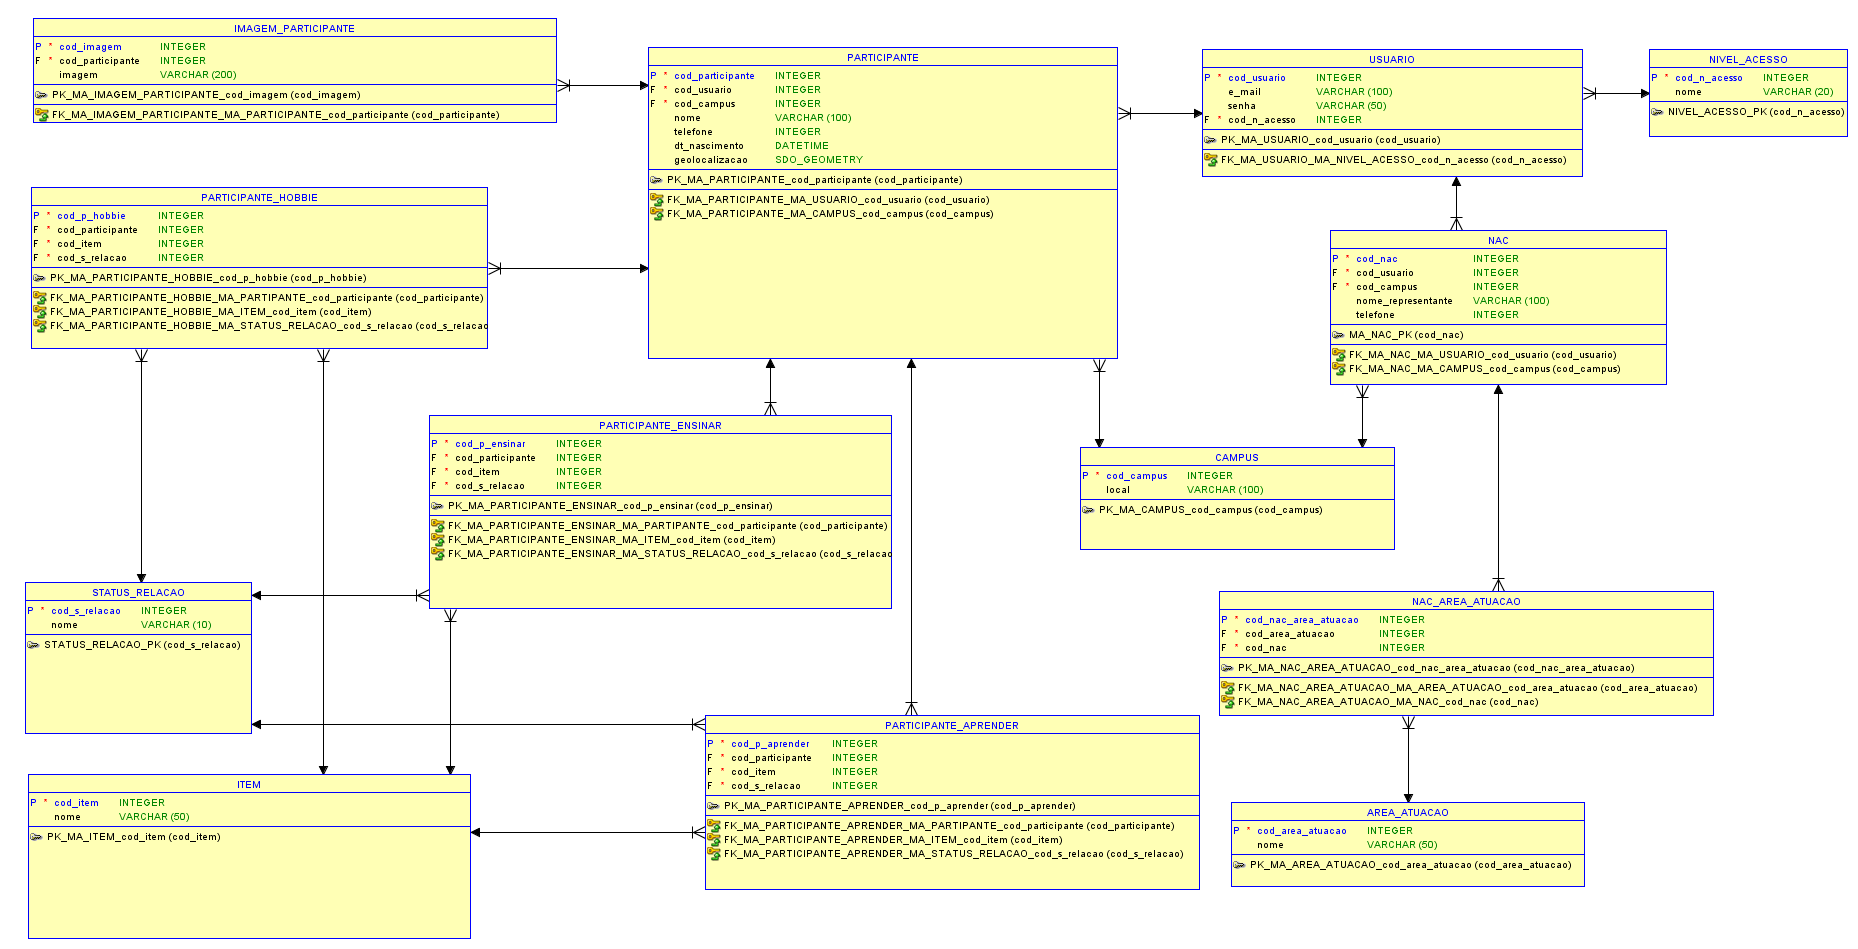 IMAGEM_PARTICIPANTE
P * cod_imagem INTEGER
F * cod_participante INTEGER
imagem VARCHAR (200)
PK_MA_IMAGEM_PARTICIPANTE_cod_imagem (cod_imagem)
FK_MA_IMAGEM_PARTICIPANTE_MA_PARTICIPANTE_cod_participante (cod_participante)
PARTICIPANTE
P * cod_participante INTEGER
F * cod_usuario INTEGER
F * cod_campus INTEGER
nome VARCHAR (100)
telefone INTEGER
dt_nascimento DATETIME
geolocalizacao SDO_GEOMETRY
PK_MA_PARTICIPANTE_cod_participante (cod_participante)
FK_MA_PARTICIPANTE_MA_USUARIO_cod_usuario (cod_usuario)
FK_MA_PARTICIPANTE_MA_CAMPUS_cod_campus (cod_campus)
USUARIO
P * cod_usuario INTEGER
e_mail VARCHAR (100)
senha VARCHAR (50)
F * cod_n_acesso INTEGER
PK_MA_USUARIO_cod_usuario (cod_usuario)
FK_MA_USUARIO_MA_NIVEL_ACESSO_cod_n_acesso (cod_n_acesso)
NIVEL_ACESSO
P * cod_n_acesso INTEGER
nome VARCHAR (20)
NIVEL_ACESSO_PK (cod_n_acesso)
PARTICIPANTE_HOBBIE
P * cod_p_hobbie INTEGER
F * cod_participante INTEGER
F * cod_item INTEGER
F * cod_s_relacao INTEGER
PK_MA_PARTICIPANTE_HOBBIE_cod_p_hobbie (cod_p_hobbie)
FK_MA_PARTICIPANTE_HOBBIE_MA_PARTIPANTE_cod_participante (cod_participante)
FK_MA_PARTICIPANTE_HOBBIE_MA_ITEM_cod_item (cod_item)
FK_MA_PARTICIPANTE_HOBBIE_MA_STATUS_RELACAO_cod_s_relacao (cod_s_relacac
NAC
P * cod_nac INTEGER
F * cod_usuario INTEGER
F * cod_campus INTEGER
nome_representante VARCHAR (100)
telefone INTEGER
MA_NAC_PK (cod_nac)
FK_MA_NAC_MA_USUARIO_cod_usuario (cod_usuario)
FK_MA_NAC_MA_CAMPUS_cod_campus (cod_campus)
PARTICIPANTE_ENSINAR
P * cod_p_ensinar INTEGER
F * cod_participante INTEGER
F * cod_item INTEGER
F * cod_s_relacao INTEGER
PK_MA_PARTICIPANTE_ENSINAR_cod_p_ensinar (cod_p_ensinar)
FK_MA_PARTICIPANTE_ENSINAR_MA_PARTIPANTE_cod_participante (cod_participante)
FK_MA_PARTICIPANTE_ENSINAR_MA_ITEM_cod_item (cod_item)
FK_MA_PARTICIPANTE_ENSINAR_MA_STATUS_RELACAO_cod_s_relacao (cod_s_relacac
CAMPUS
P * cod_campus INTEGER
local VARCHAR (100)
PK_MA_CAMPUS_cod_campus (cod_campus)
STATUS_RELACAO
P * cod_s_relacao INTEGER
nome VARCHAR (10)
STATUS_RELACAO_PK (cod_s_relacao)
NAC_AREA_ATUACAO
P * cod_nac_area_atuacao INTEGER
F * cod_area_atuacao INTEGER
F * cod_nac INTEGER
PK_MA_NAC_AREA_ATUACAO_cod_nac_area_atuacao (cod_nac_area_atuacao)
FK_MA_NAC_AREA_ATUACAO_MA_AREA_ATUACAO_cod_area_atuacao (cod_area_atuacao)
FK_MA_NAC_AREA_ATUACAO_MA_NAC_cod_nac (cod_nac)
PARTICIPANTE_APRENDER
P * cod_p_aprender INTEGER
F * cod_participante INTEGER
F * cod_item INTEGER
F * cod_s_relacao INTEGER
PK_MA_PARTICIPANTE_APRENDER_cod_p_aprender (cod_p_aprender)
FK_MA_PARTICIPANTE_APRENDER_MA_PARTIPANTE_cod_participante (cod_participante)
FK_MA_PARTICIPANTE_APRENDER_MA_ITEM_cod_item (cod_item)
FK_MA_PARTICIPANTE_APRENDER_MA_STATUS_RELACAO_cod_s_relacao (cod_s_relacao)
ITEM
P * cod_item INTEGER
nome VARCHAR (50)
PK_MA_ITEM_cod_item (cod_item)
AREA_ATUACAO
P * cod_area_atuacao INTEGER
nome VARCHAR (50)
PK_MA_AREA_ATUACAO_cod_area_atuacao (cod_area_atuacao)